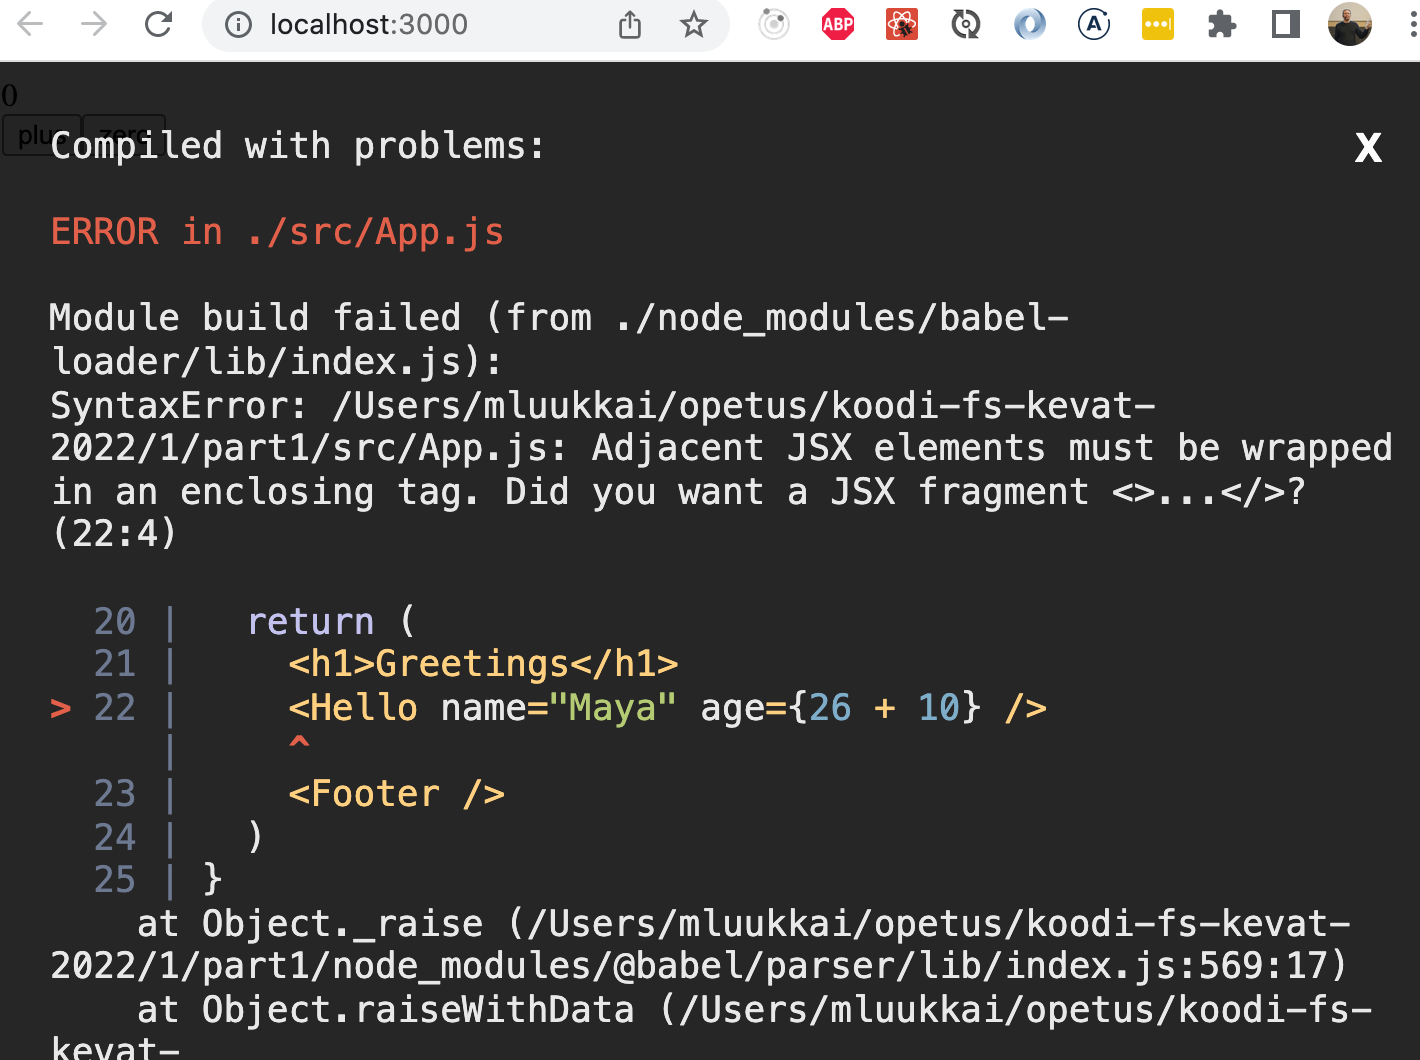 localhost:3000
ABP
A
0
plus zero
Compiled with problems:
X
ERROR in ./src/App.js
Module build failed (from ./node_modules/babel-
loader/lib/index.js):
SyntaxError: /Users/mluukkai/opetus/koodi-fs-kevat-
2022/1/part1/src/App.js: Adjacent JSX elements must be wrapped
in an enclosing tag. Did you want a JSX fragment <>...</>?
(22:4)
20 |   return (
21 |     <h1>Greetings</h1>
> 22 |     <Hello name="Maya" age={26 + 10} />
|     ^
23 |     <Footer />
24 |   )
25 | }
at Object._raise (/Users/mluukkai/opetus/koodi-fs-kevat-
2022/1/part1/node_modules/@babel/parser/lib/index.js:569:17)
at Object.raiseWithData (/Users/mluukkai/opetus/koodi-fs-
kevat-